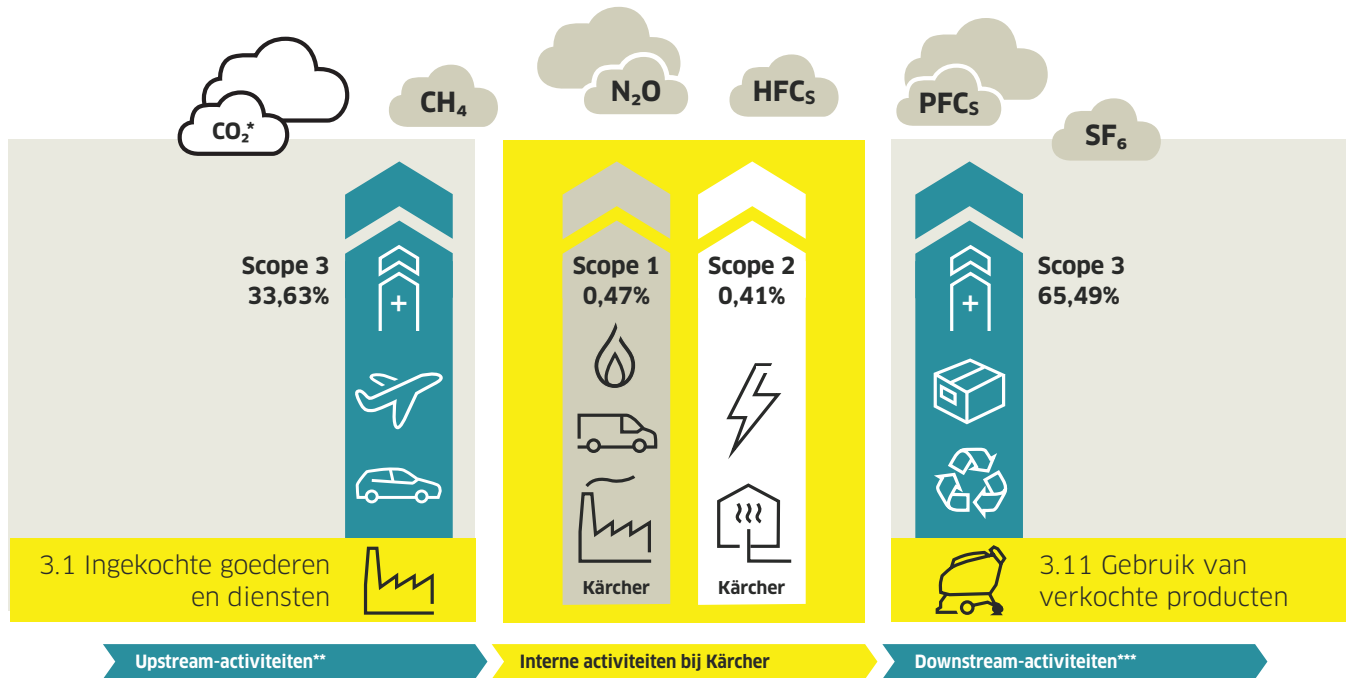 CO₂*
CH₄
N₂O
HFCs
PFCs
SF₆
Scope 3
33,63%
+
Scope 1
0,47%
Scope 2
0,41%
+
Scope 3
65,49%
3.1 Ingekochte goederen
en diensten
Kärcher
Kärcher
3.11 Gebruik van
verkochte producten
Upstream-activiteiten**
Interne activiteiten bij Kärcher
Downstream-activiteiten***